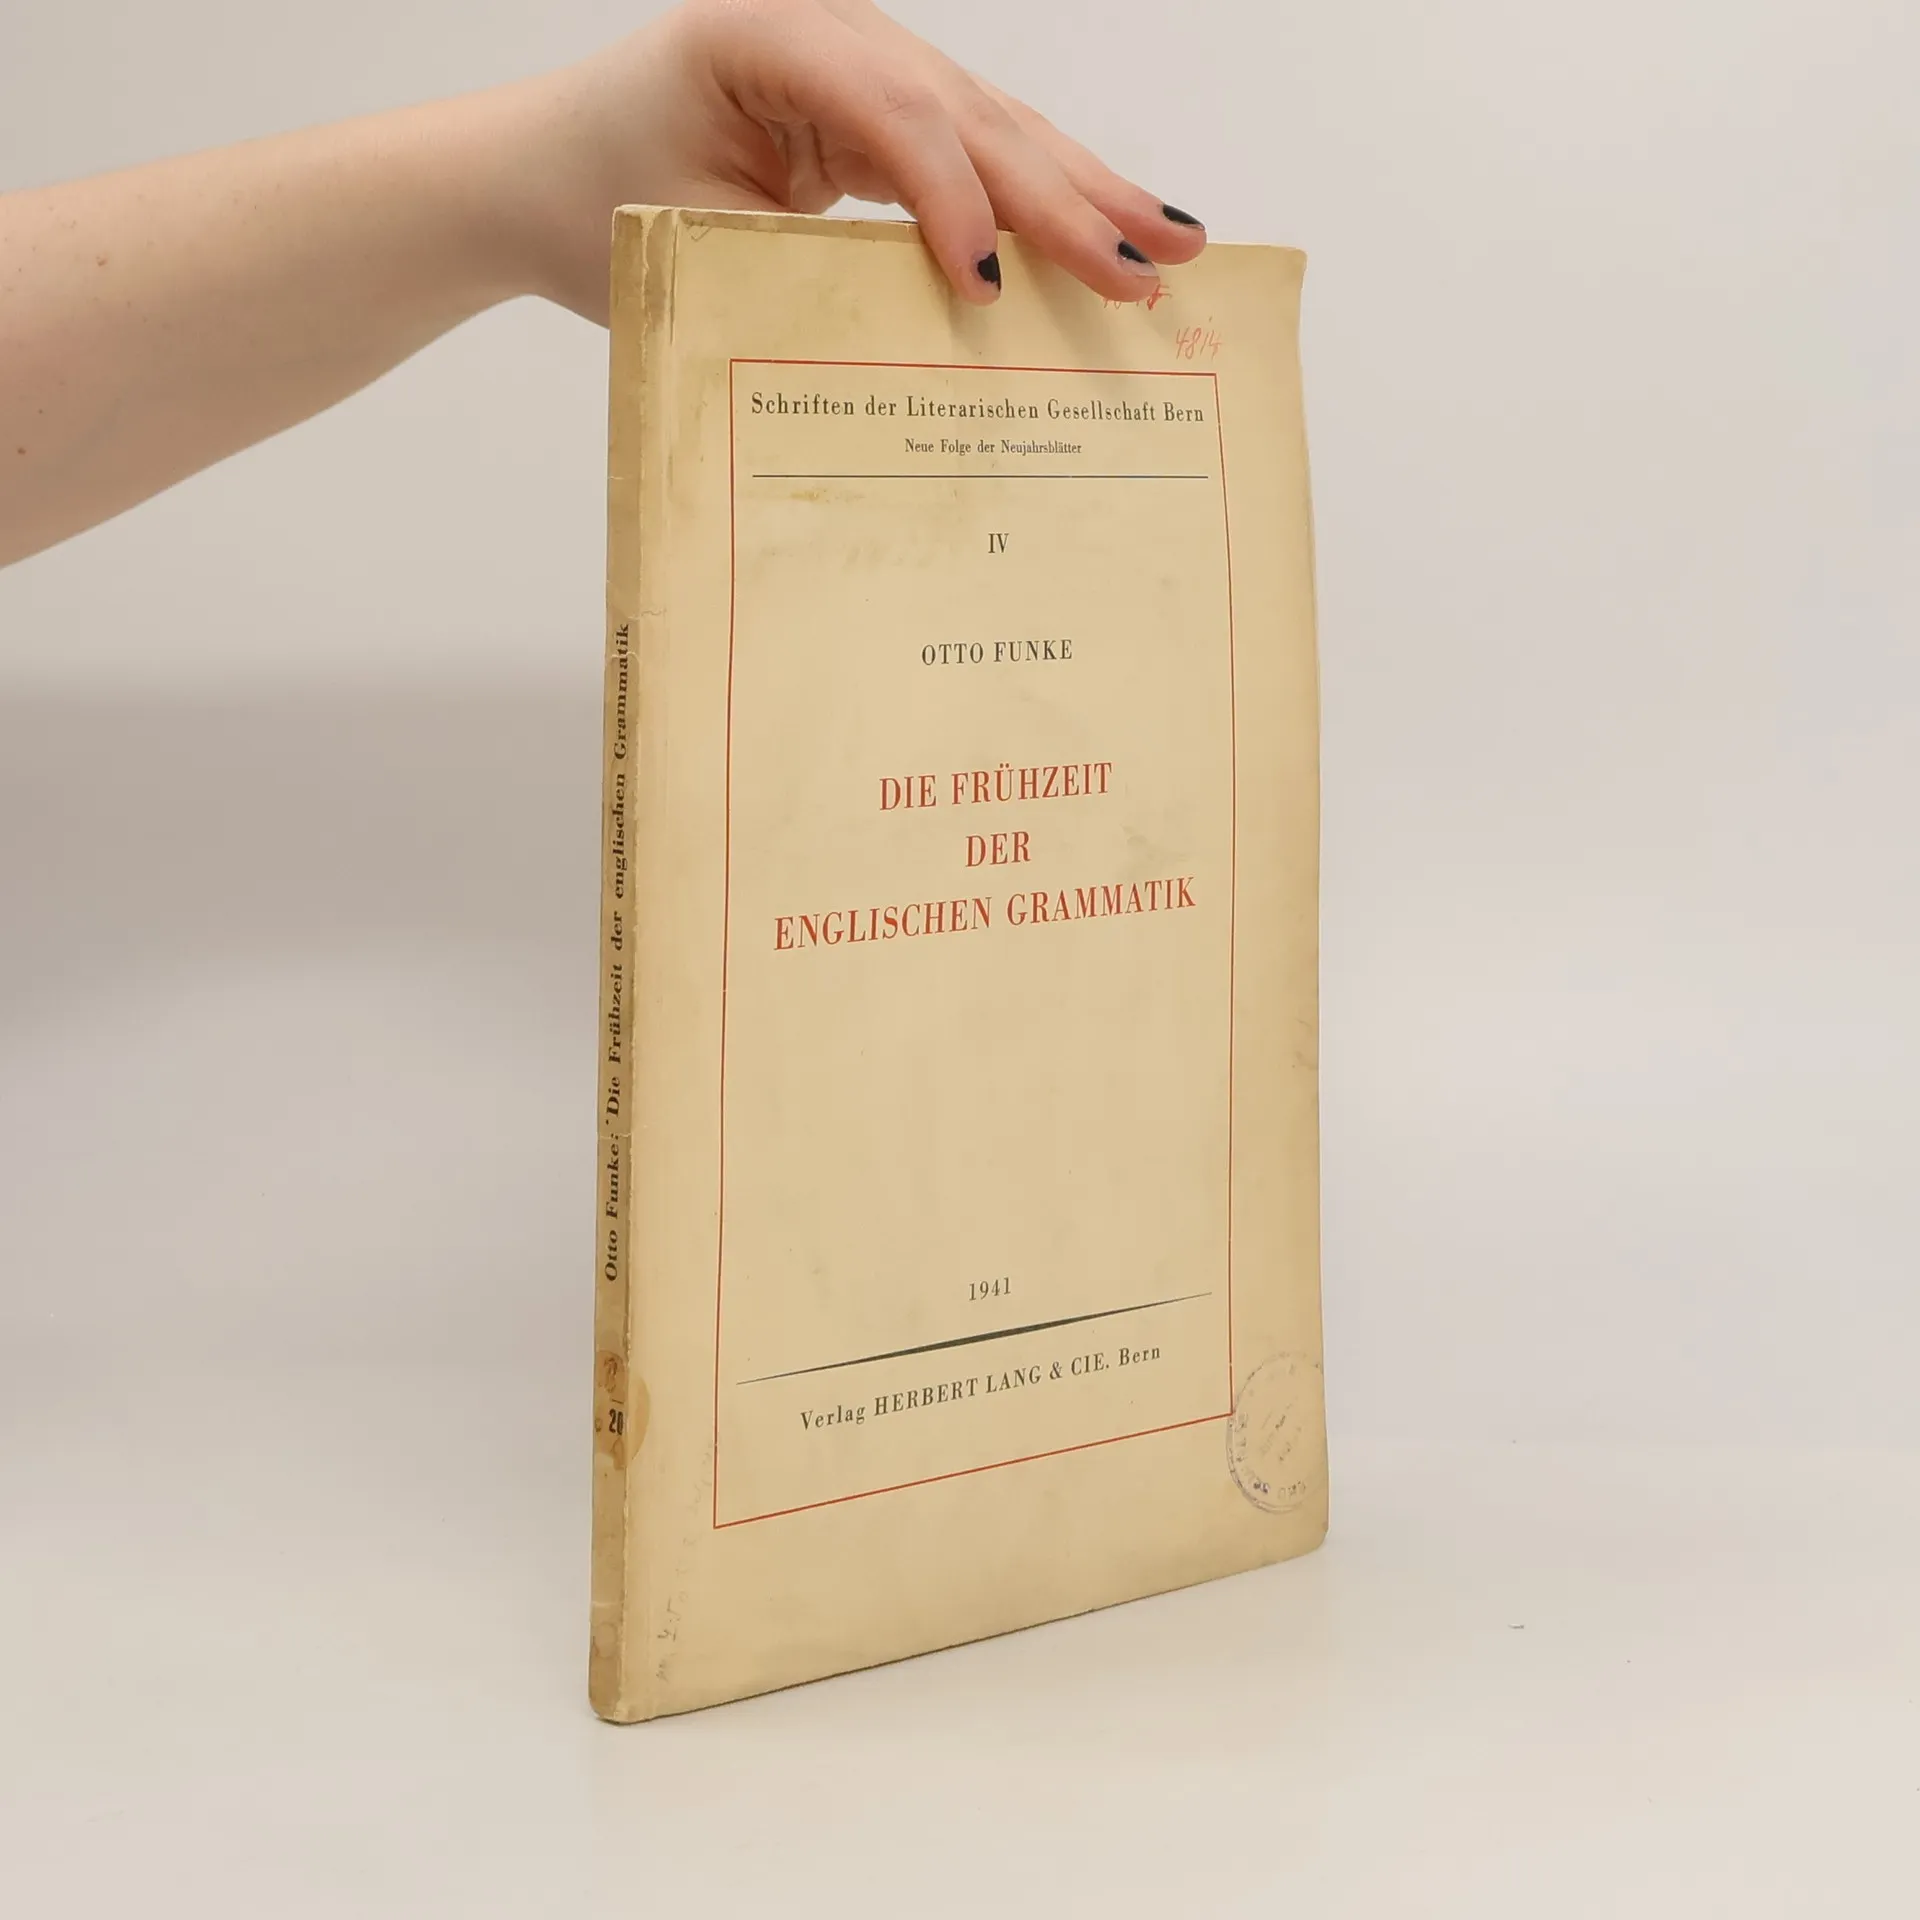 4814
Schriften der Literarischen Gesellschaft Bern
Neue Folge der Neujahrsblätter
IV
OTTO FUNKE
DIE FRÜHZEIT
DER
ENGLISCHEN GRAMMATIK
1941
Verlag HERBERT LANG & CIE. Bern
Otto Funke: Die Frühzeit der englischen Grammatik
20